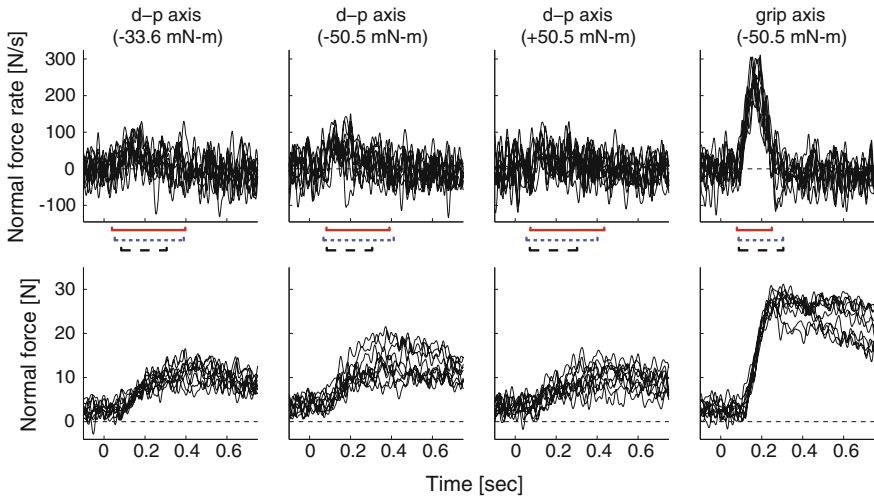 d–p axis
(-33.6 mN-m)
d–p axis
(-50.5 mN-m)
d–p axis
(+50.5 mN-m)
grip axis
(-50.5 mN-m)
Normal force rate [N/s]
300
200
100
0
-100
Normal force [N]
30
20
10
0
0 0.2 0.4 0.6
0 0.2 0.4 0.6
0 0.2 0.4 0.6
0 0.2 0.4 0.6
Time [sec]